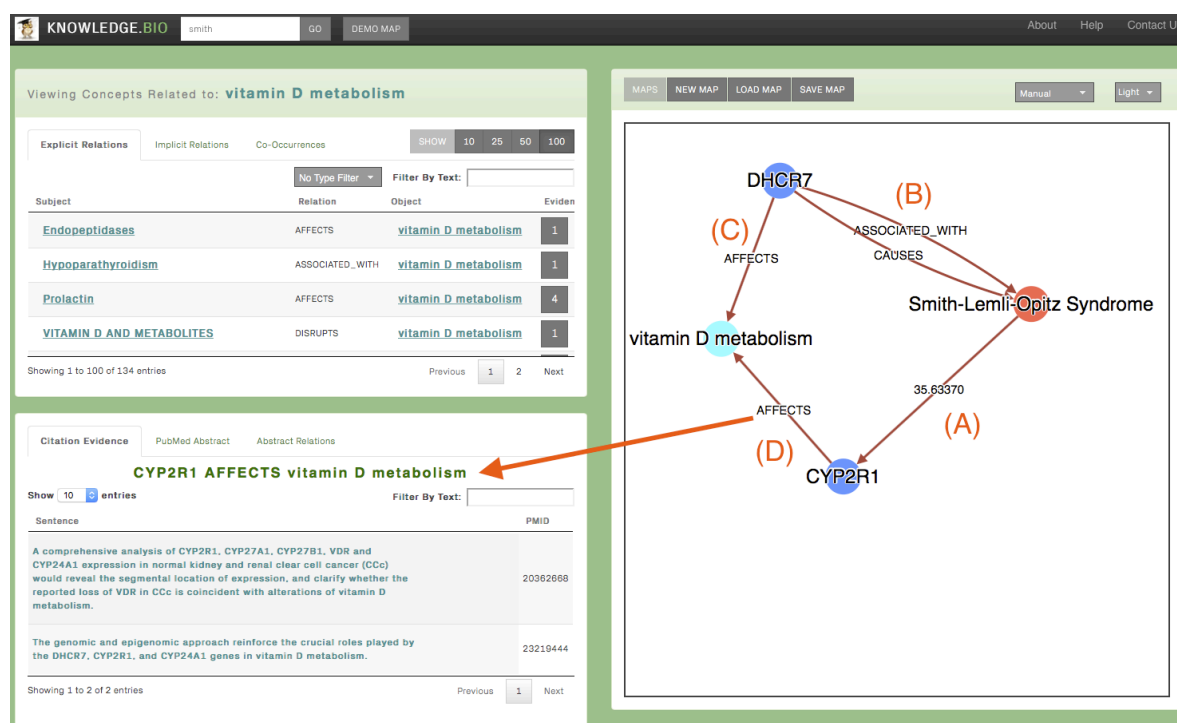 KNOWLEDGE.BIO smith GO DEMO MAP About Help Contact U
Viewing Concepts Related to: vitamin D metabolism
Explicit Relations Implicit Relations Co-Occurrences SHOW 10 25 50 100
No Type Filter Filter By Text:
Subject Relation Object Eviden
Endopeptidases AFFECTS vitamin D metabolism 1
Hypoparathyroidism ASSOCIATED_WITH vitamin D metabolism 1
Prolactin AFFECTS vitamin D metabolism 4
VITAMIN D AND METABOLITES DISRUPTS vitamin D metabolism 1
Showing 1 to 100 of 134 entries Previous 1 2 Next
Citation Evidence PubMed Abstract Abstract Relations
CYP2R1 AFFECTS vitamin D metabolism
Show 10 entries Filter By Text:
Sentence PMID
A comprehensive analysis of CYP2R1, CYP27A1, CYP27B1, VDR and
CYP24A1 expression in normal kidney and renal clear cell cancer (CCc)
would reveal the segmental location of expression, and clarify whether the
reported loss of VDR in CCc is coincident with alterations of vitamin D
metabolism.
20362668
The genomic and epigenomic approach reinforce the crucial roles played by
the DHCR7, CYP2R1, and CYP24A1 genes in vitamin D metabolism.
23219444
Showing 1 to 2 of 2 entries Previous 1 Next
MAPS NEW MAP LOAD MAP SAVE MAP Manual Light
DHCR7
(B)
(C)
ASSOCIATED_WITH
AFFECTS
CAUSES
Smith-Lemli-Opitz Syndrome
vitamin D metabolism
35.63370
AFFECTS
(A)
(D)
CYP2R1